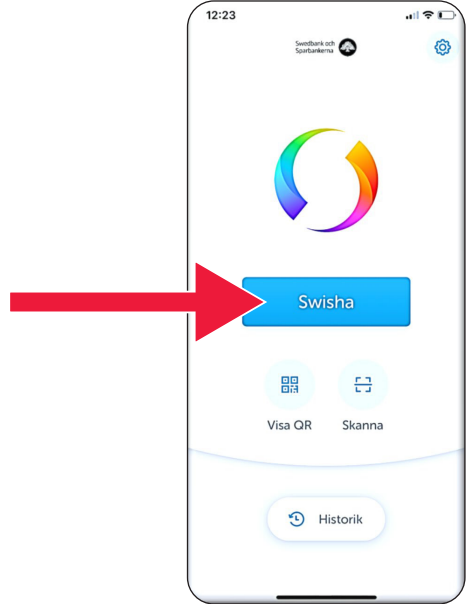 12:23
Swedbank och
Sparbankerna
Swisha
Visa QR
Skanna
Historik